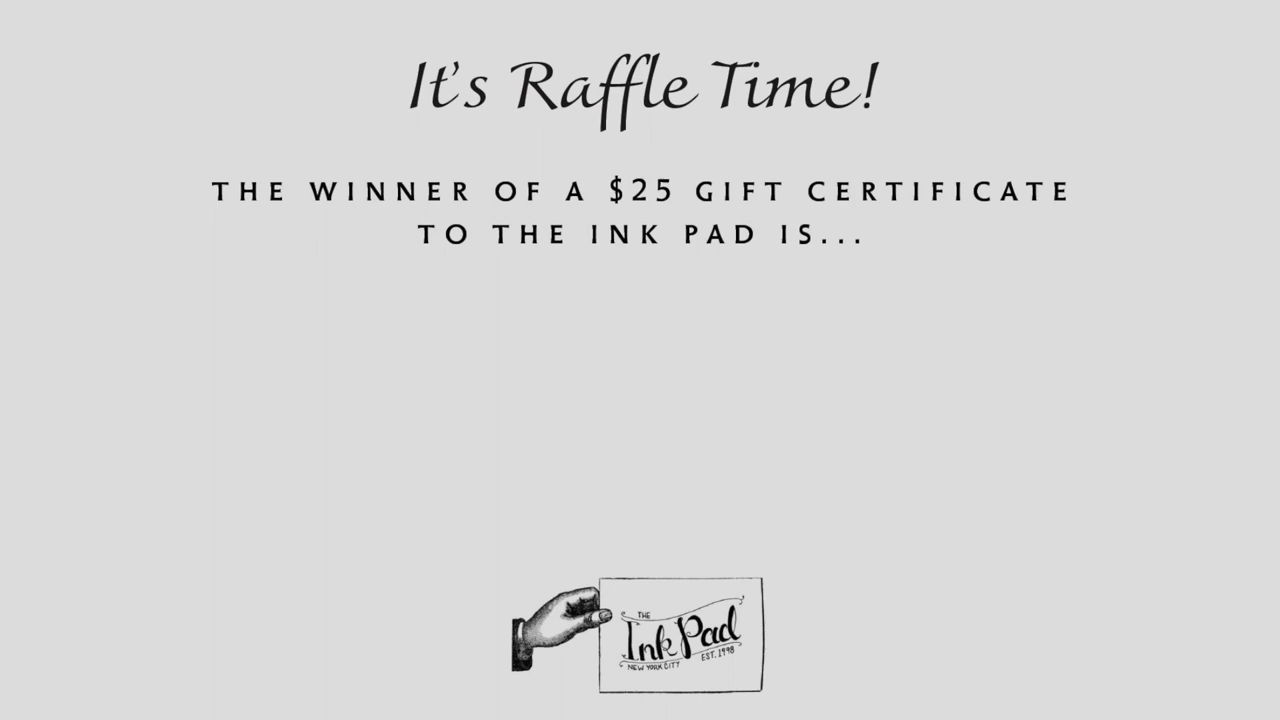 It's Raffle Time!
THE WINNER OF A $25 GIFT CERTIFICATE
TO THE INK PAD IS...
THE
Ink Pad
NEW YORK CITY
EST. 1998